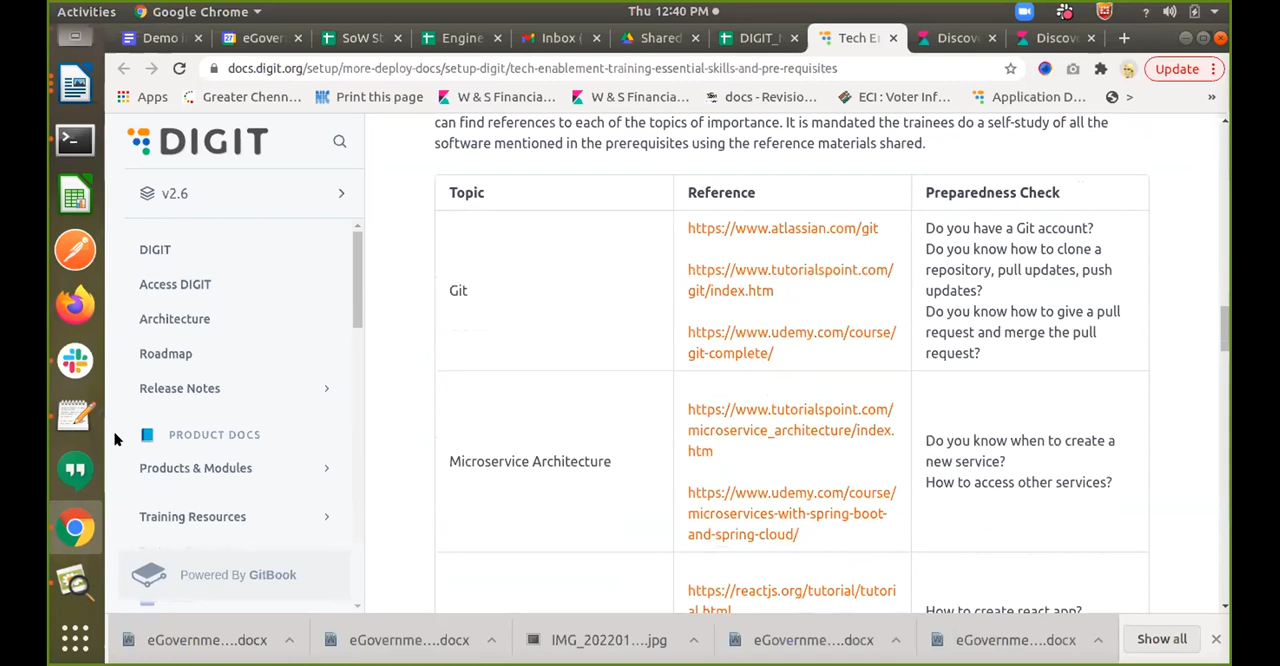 Activities Google Chrome Thu 12:40 PM
Demo i eGover SoW St Engine Inbox ( Shared DIGIT_ Tech E Discov Discov
docs.digit.org/setup/more-deploy-docs/setup-digit/tech-enablement-training-essential-skills-and-pre-requisites Update
Apps Greater Chenn... Print this page W & S Financia... W & S Financia... docs - Revisio... ECI : Voter Inf... Application D... > »
DIGIT
v2.6
DIGIT
Access DIGIT
Architecture
Roadmap
Release Notes
PRODUCT DOCS
Products & Modules
Training Resources
Powered By GitBook
can find references to each of the topics of importance. It is mandated the trainees do a self-study of all the
software mentioned in the prerequisites using the reference materials shared.
Topic Reference Preparedness Check
Git
https://www.atlassian.com/git
https://www.tutorialspoint.com/
git/index.htm
https://www.udemy.com/course/
git-complete/
Do you have a Git account?
Do you know how to clone a
repository, pull updates, push
updates?
Do you know how to give a pull
request and merge the pull
request?
Microservice Architecture
https://www.tutorialspoint.com/
microservice_architecture/index.
htm
https://www.udemy.com/course/
microservices-with-spring-boot-
and-spring-cloud/
Do you know when to create a
new service?
How to access other services?
https://reactjs.org/tutorial/tutori
al.html
How to create react app?
eGovernme....docx eGovernme....docx IMG_202201....jpg eGovernme....docx eGovernme....docx Show all